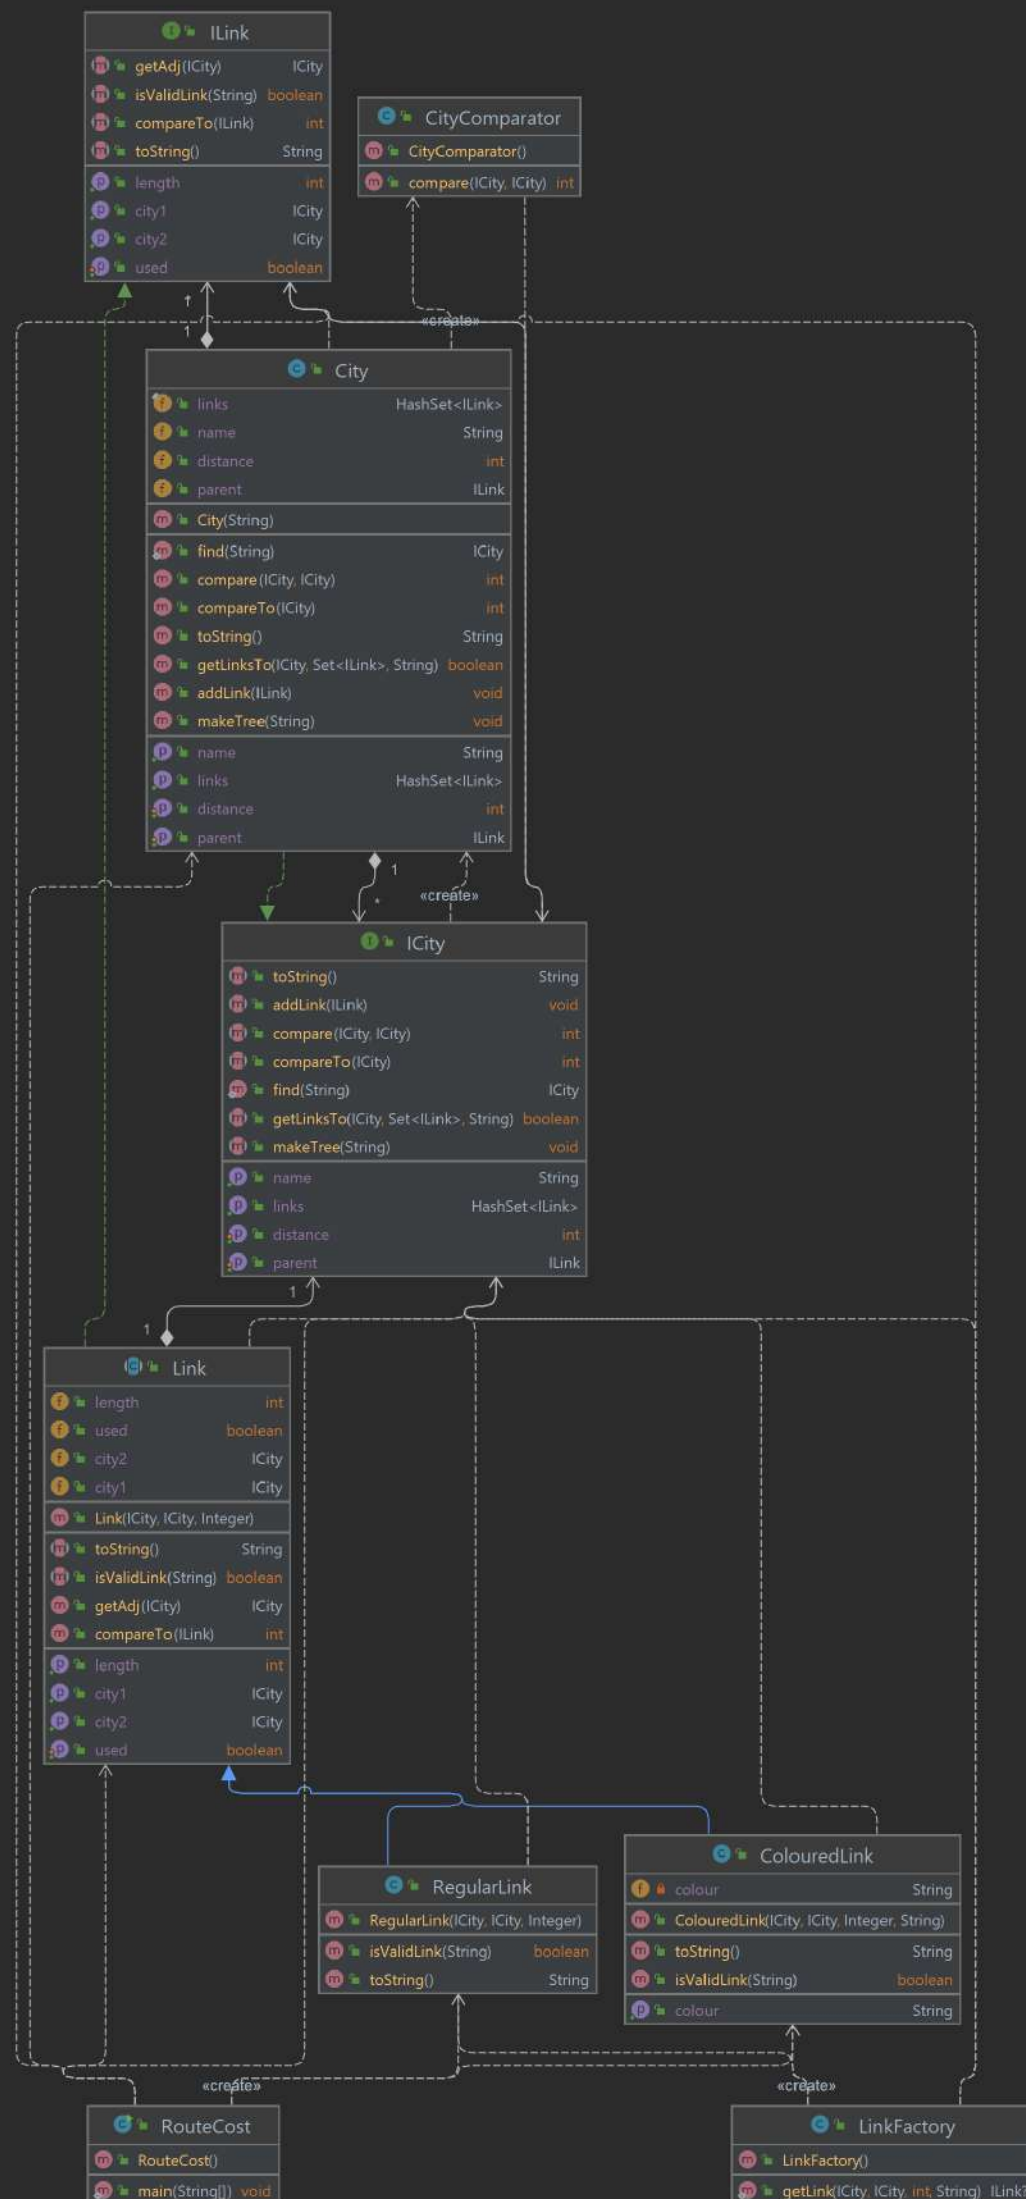 ILink
getAdj(ICity) ICity
isValidLink(String) boolean
compareTo(ILink) int
toString() String
length int
city1 ICity
city2 ICity
used boolean
CityComparator
CityComparator()
compare(ICity, ICity) int
1
1
«create»
City
links HashSet<ILink>
name String
distance int
parent ILink
City(String)
find(String) ICity
compare(ICity, ICity) int
compareTo(ICity) int
toString() String
getLinksTo(ICity, Set<ILink>, String) boolean
addLink(ILink) void
makeTree(String) void
name String
links HashSet<ILink>
distance int
parent ILink
1
*
«create»
ICity
toString() String
addLink(ILink) void
compare(ICity, ICity) int
compareTo(ICity) int
find(String) ICity
getLinksTo(ICity, Set<ILink>, String) boolean
makeTree(String) void
name String
links HashSet<ILink>
distance int
parent ILink
1
1
Link
length int
used boolean
city2 ICity
city1 ICity
Link(ICity, ICity, Integer)
toString() String
isValidLink(String) boolean
getAdj(ICity) ICity
compareTo(ILink) int
length int
city1 ICity
city2 ICity
used boolean
RegularLink
RegularLink(ICity, ICity, Integer)
isValidLink(String) boolean
toString() String
ColouredLink
colour String
ColouredLink(ICity, ICity, Integer, String)
toString() String
isValidLink(String) boolean
colour String
«create»
«create»
RouteCost
RouteCost()
main(String[]) void
LinkFactory
LinkFactory()
getLink(ICity, ICity, int, String) ILink?